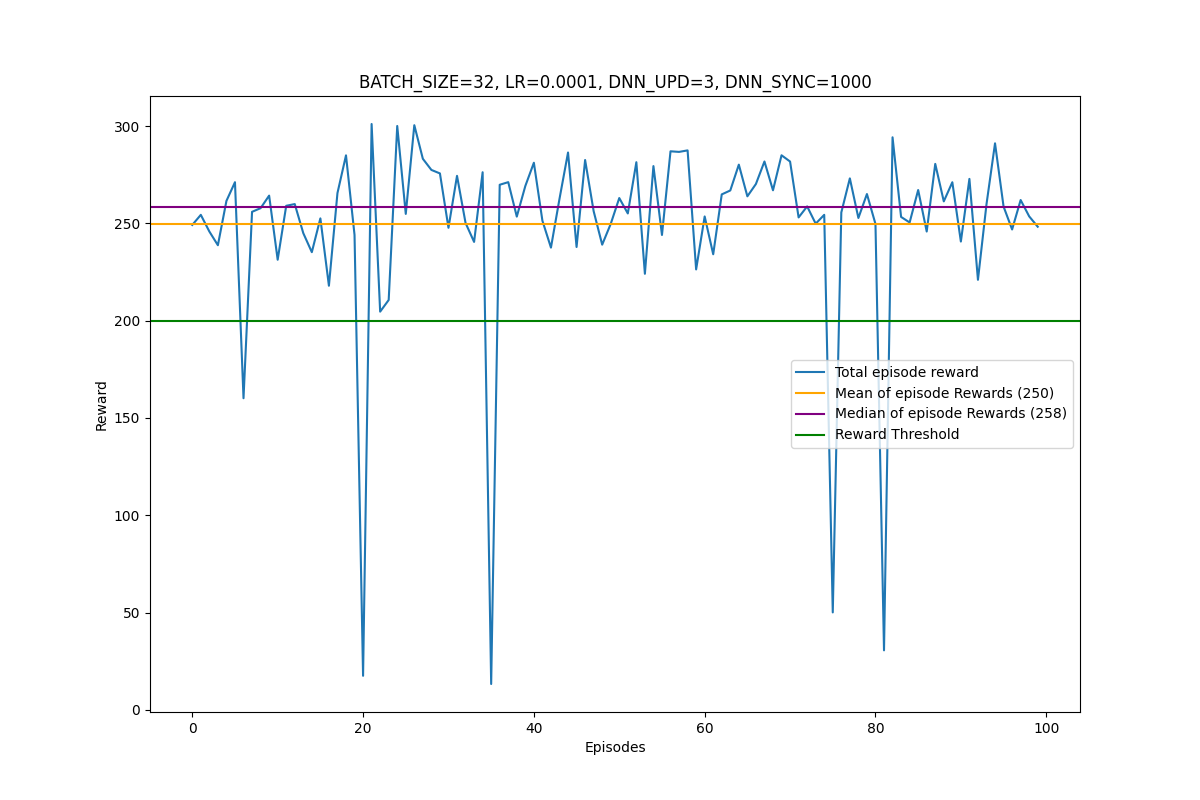 BATCH_SIZE=32, LR=0.0001, DNN_UPD=3, DNN_SYNC=1000
300
250
200
150
100
50
0
Reward
Total episode reward
Mean of episode Rewards (250)
Median of episode Rewards (258)
Reward Threshold
0 20 40 60 80 100
Episodes